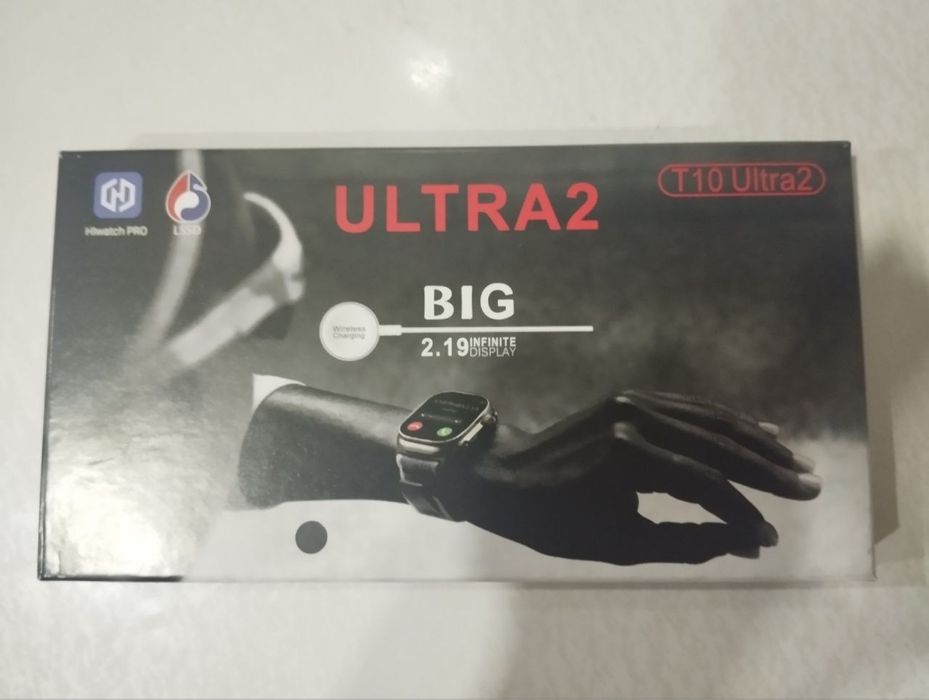 HIwatch PRO
LSSD
ULTRA2
T10 Ultra2
BIG
Wireless
Charging
2.19 INFINITE
DISPLAY